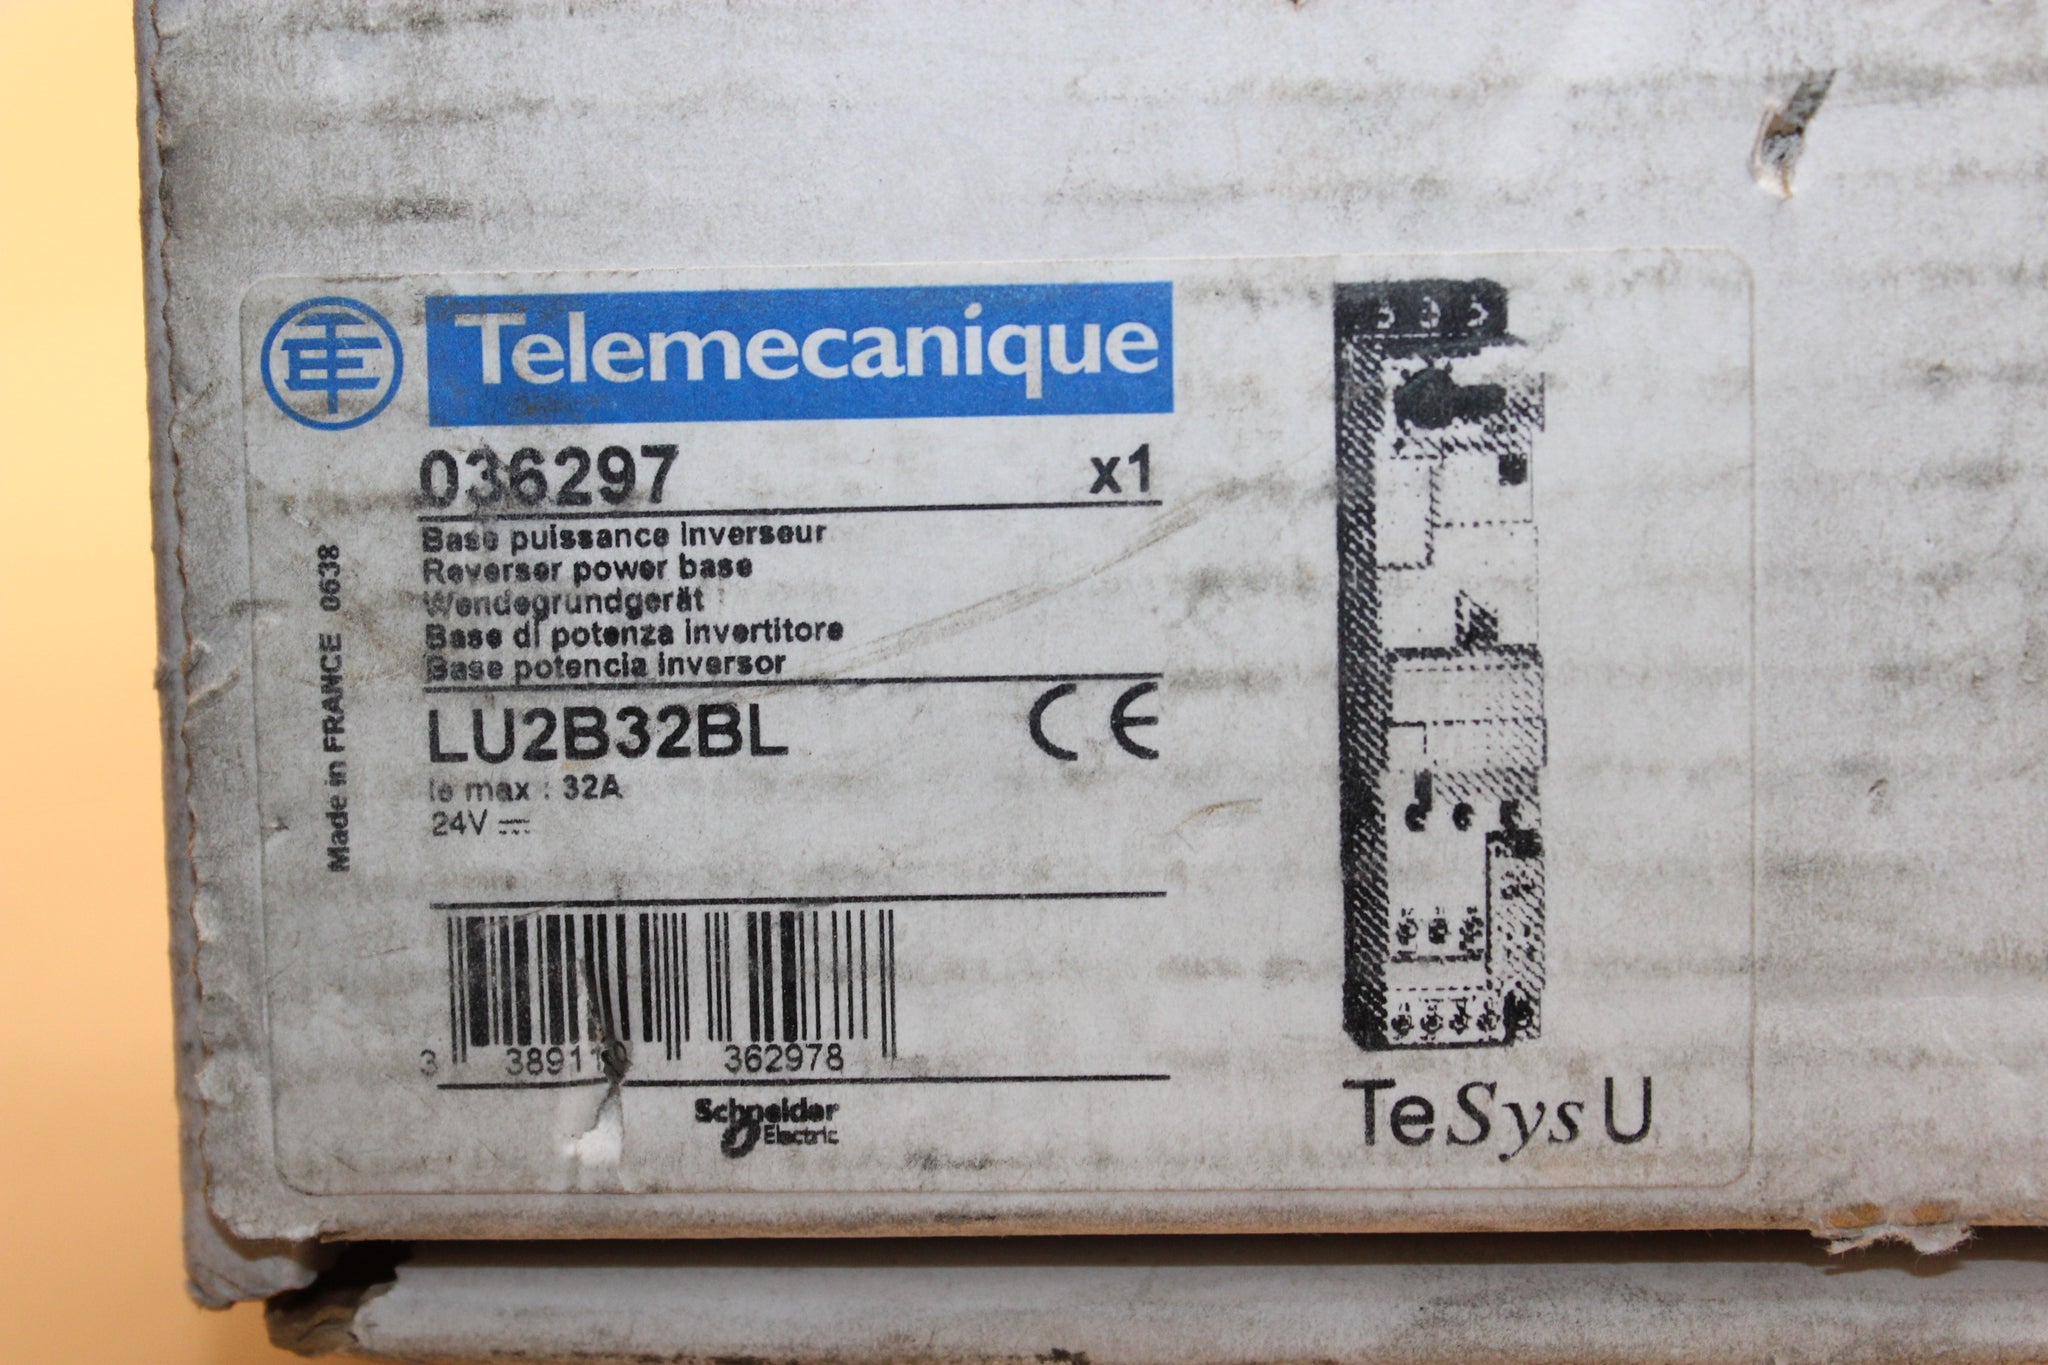 Telemecanique
036297 x1
Base puissance inverseur
Reverser power base
Wendegrundgerät
Base di potenza invertitore
Base potencia inversor
LU2B32BL CE
Ie max : 32A
24V
Made in FRANCE 0638
3 389110 362978
Schneider
Electric
TeSys U